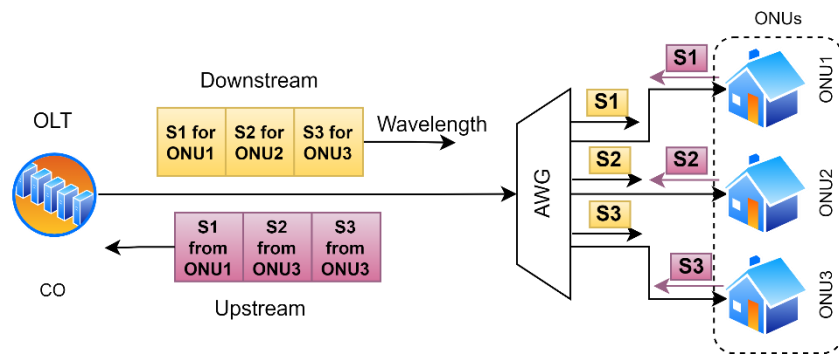 ONUs
Downstream
S1 for
ONU1
S2 for
ONU2
S3 for
ONU3
Wavelength
OLT
CO
S1
from
ONU1
S2
from
ONU3
S3
from
ONU3
Upstream
AWG
S1
S2
S3
S1
S2
S3
ONU1
ONU2
ONU3